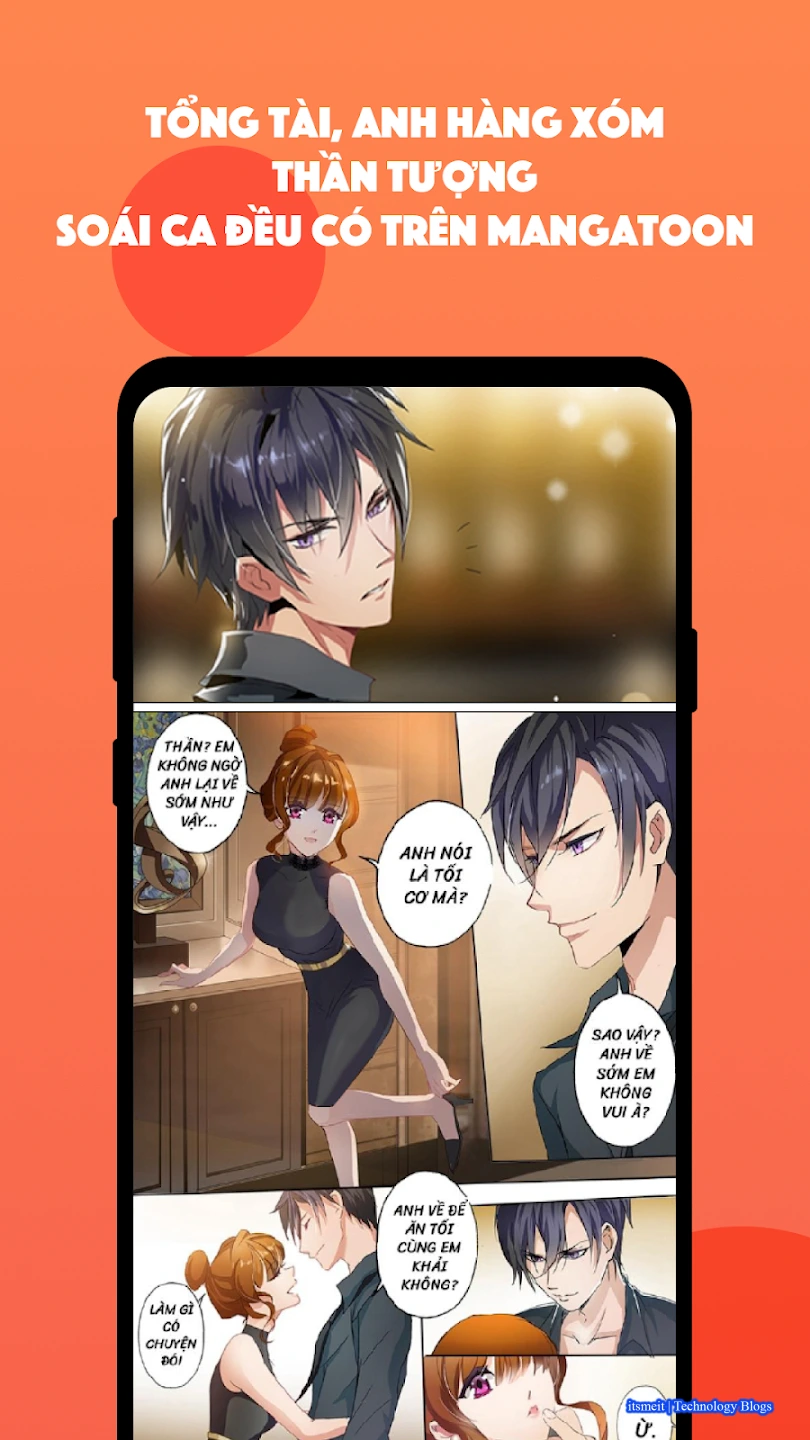 TỔNG TÀI, ANH HÀNG XÓM
THẦN TƯỢNG
SOÁI CA ĐỀU CÓ TRÊN MANGATOON
THẦN? EM
KHÔNG NGỜ
ANH LẠI VỀ
SỚM NHƯ
VẬY...
ANH NÓI
LÀ TỐI
CƠ MÀ?
SAO VẬY?
ANH VỀ
SỚM EM
KHÔNG
VUI À?
ANH VỀ ĐỂ
ĂN TỐI
CÙNG EM
KHẢI
KHÔNG?
LÀM GÌ
CÓ
CHUYỆN
ĐÓ!
Ừ.
itsmeit | Technology Blogs